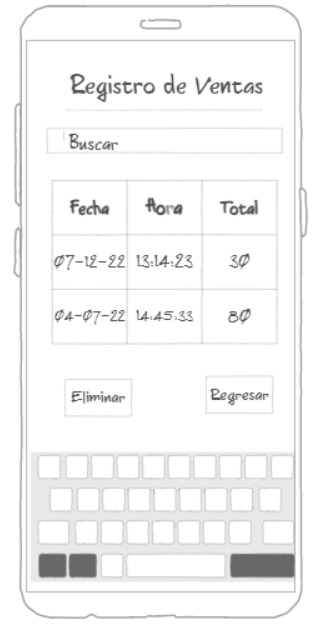 Registro de Ventas
Buscar
Fecha Hora Total
07-12-22 13:14:23 30
04-07-22 14:45:33 80
Eliminar Regresar